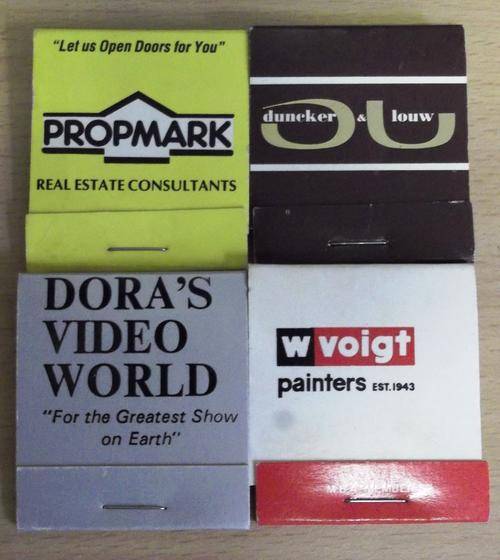 "Let us Open Doors for You"
PROPMARK
REAL ESTATE CONSULTANTS
duncker & louw
DORA'S
VIDEO
WORLD
"For the Greatest Show
on Earth"
w voigt
painters EST. 1943